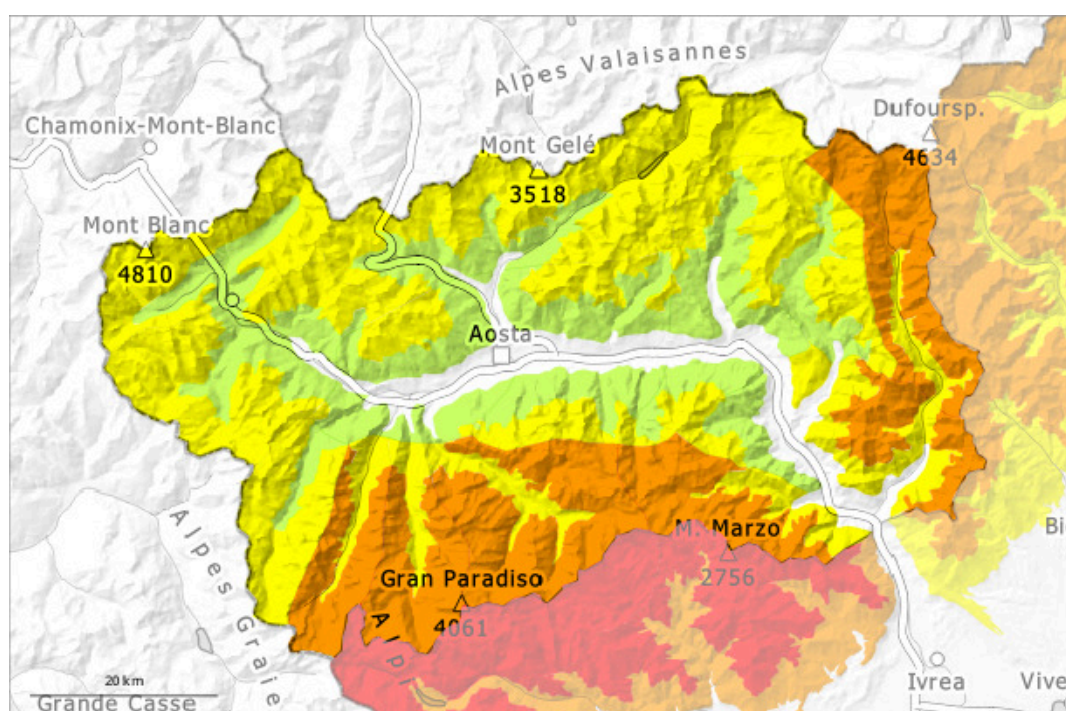 Alpes Valaisannes
Dufoursp.
4634
Chamonix-Mont-Blanc
Mont Gelé
3518
Mont Blanc
4810
Aosta
M. Marzo
2756
Gran Paradiso
4061
Alpes Graie
Alpi
20 km
Grande Casse
Ivrea
Vive
Bi